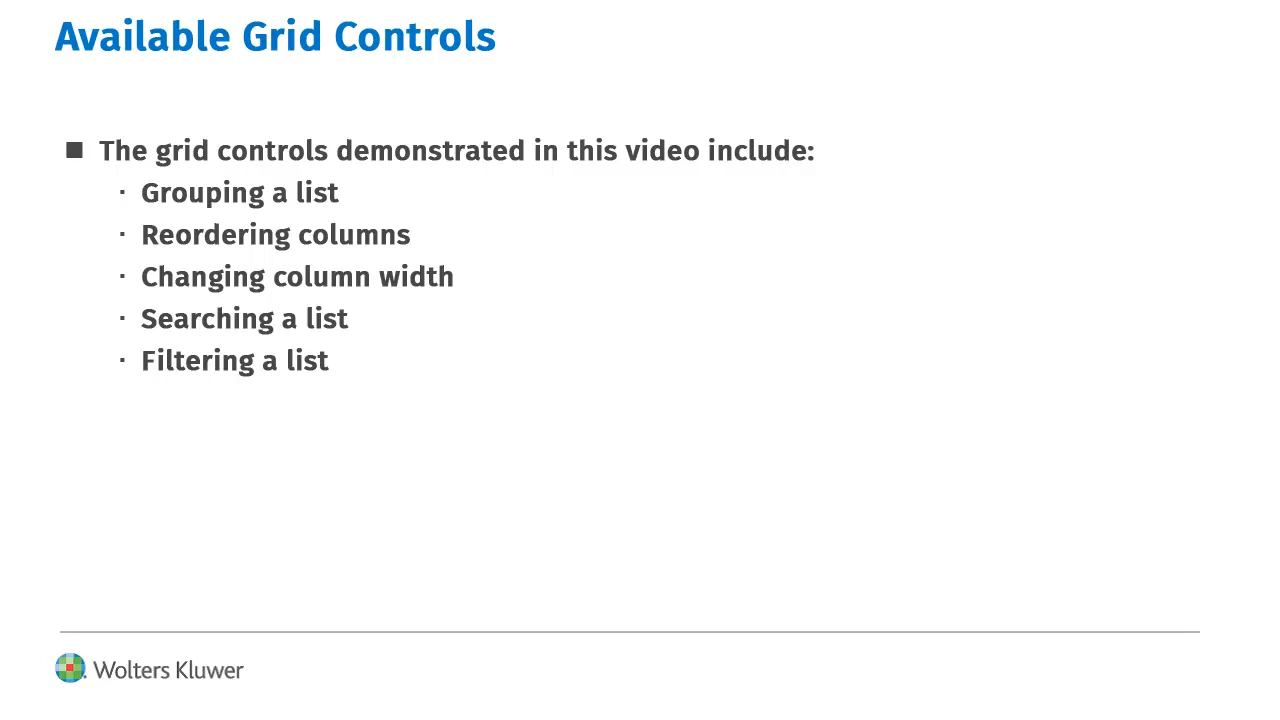 Available Grid Controls
■ The grid controls demonstrated in this video include:
· Grouping a list
· Reordering columns
· Changing column width
· Searching a list
· Filtering a list
Wolters Kluwer